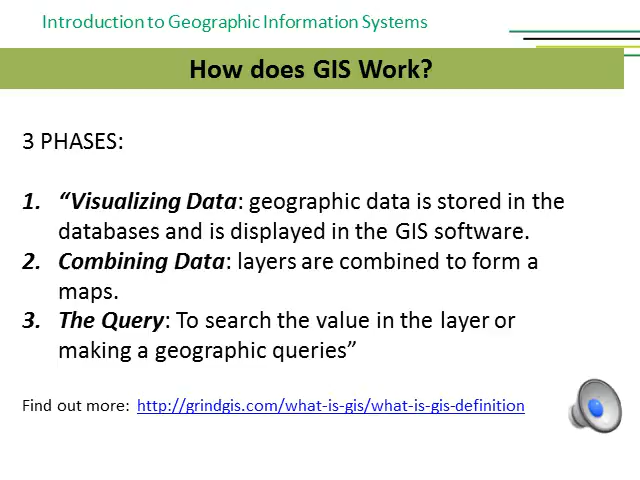 Introduction to Geographic Information Systems
How does GIS Work?
3 PHASES:
1. “Visualizing Data: geographic data is stored in the
databases and is displayed in the GIS software.
2. Combining Data: layers are combined to form a
maps.
3. The Query: To search the value in the layer or
making a geographic queries”
Find out more: http://grindgis.com/what-is-gis/what-is-gis-definition